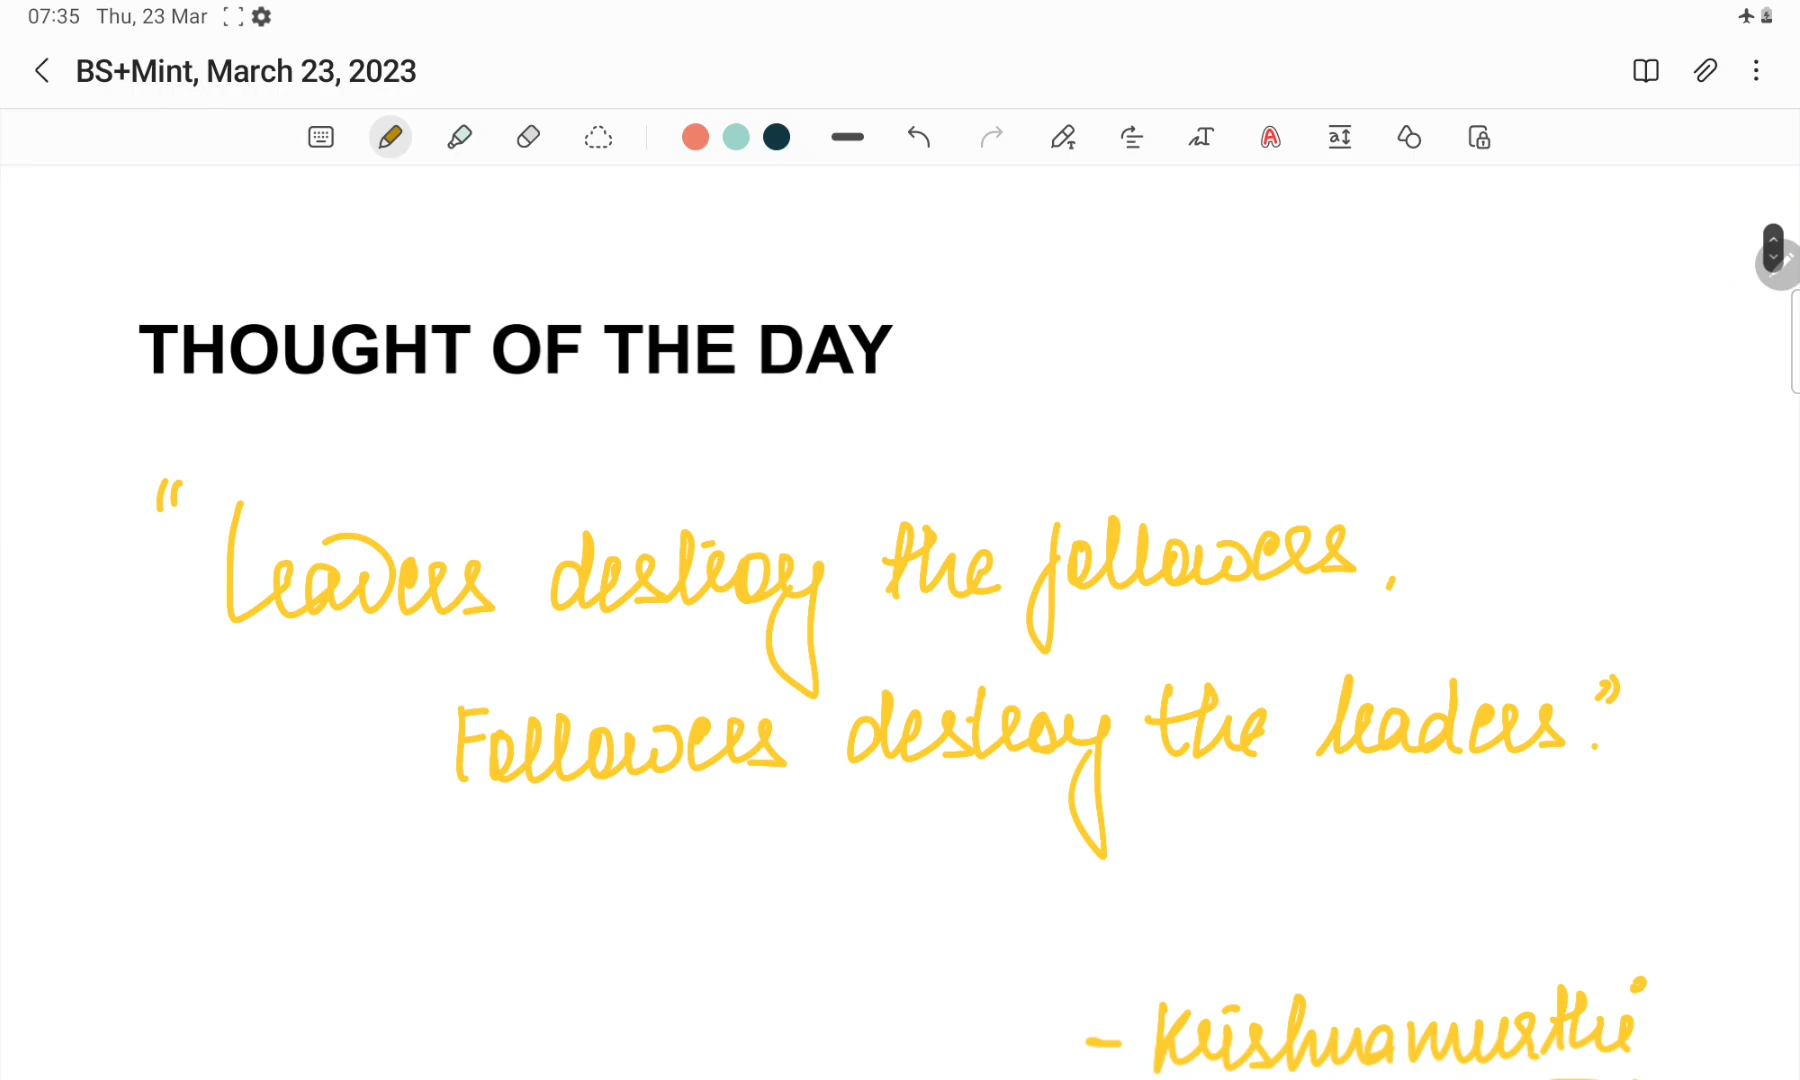 07:35 Thu, 23 Mar
BS+Mint, March 23, 2023
THOUGHT OF THE DAY
"Leaders destroy the followers.
Followers destroy the leaders."
- Krishnamurthi